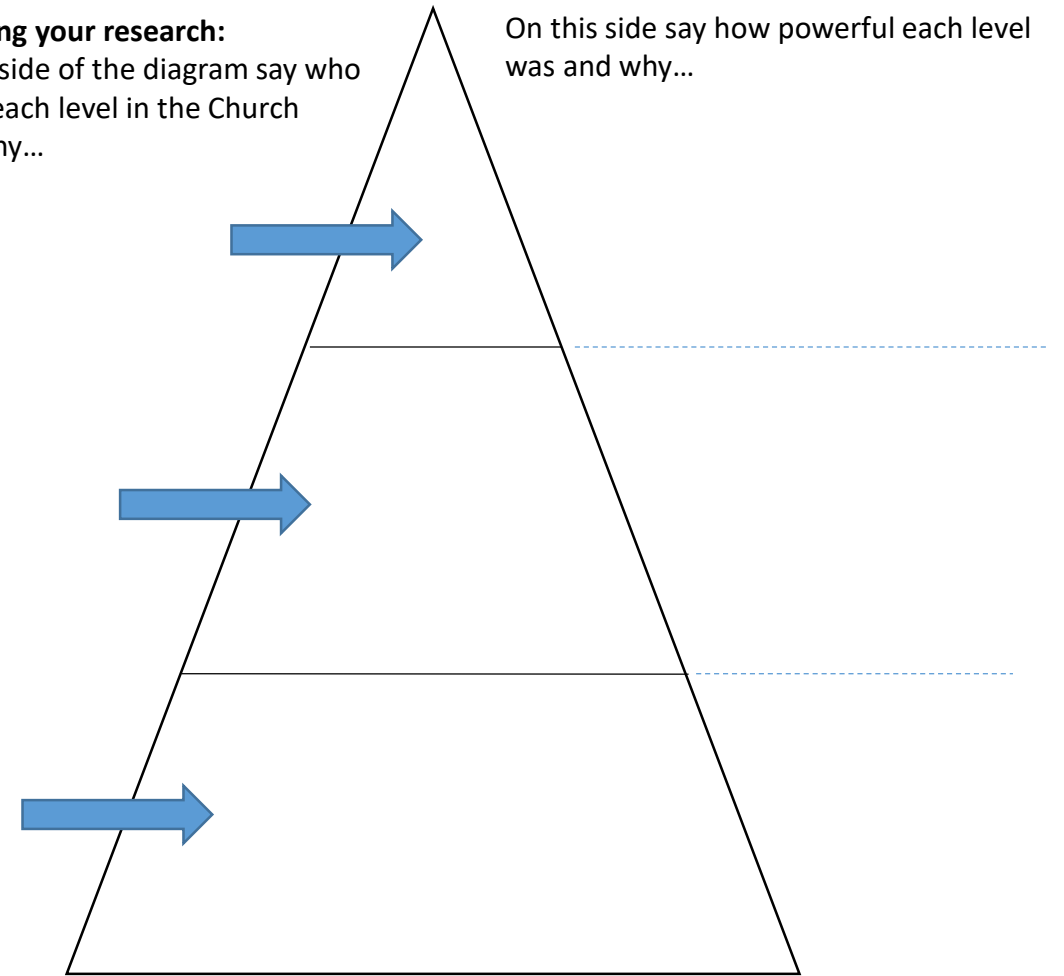 ng your research:
side of the diagram say who
each level in the Church
ny...
On this side say how powerful each level
was and why...